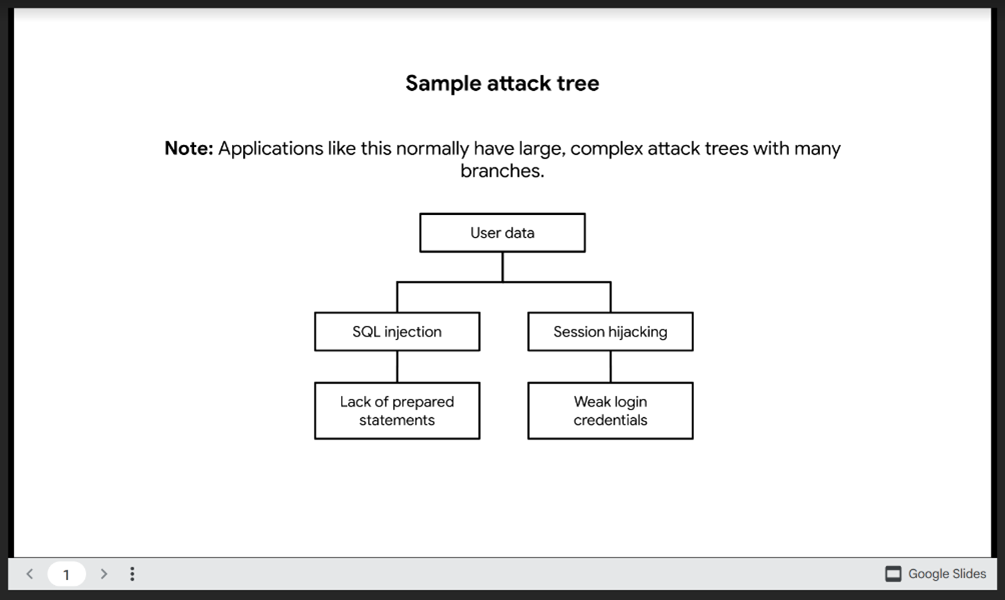 Sample attack tree
Note: Applications like this normally have large, complex attack trees with many
branches.
User data
SQL injection
Session hijacking
Lack of prepared
statements
Weak login
credentials
1
Google Slides